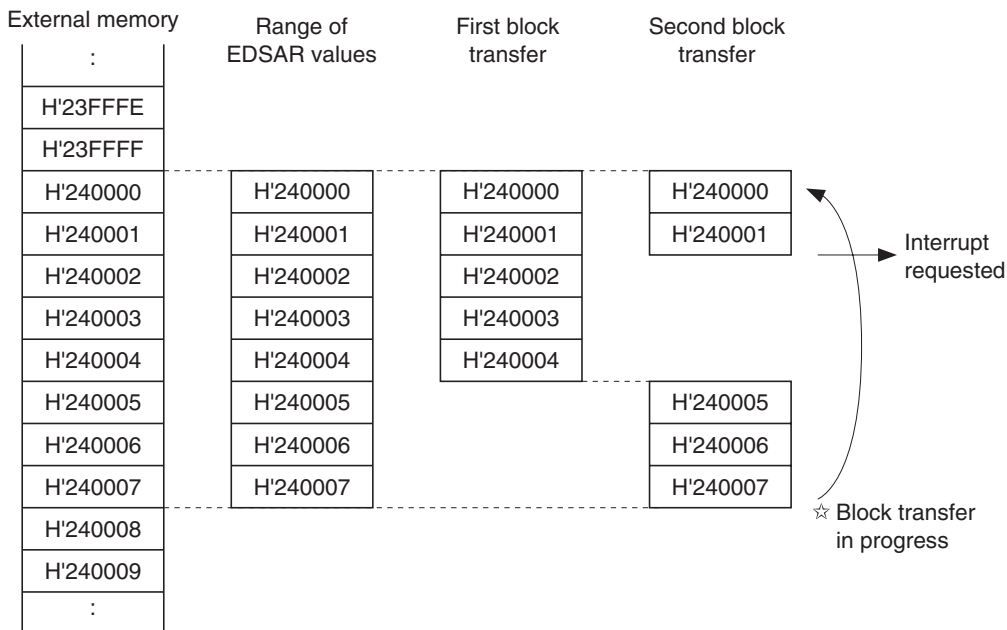 External memory
:
H'23FFFE
H'23FFFF
H'240000
H'240001
H'240002
H'240003
H'240004
H'240005
H'240006
H'240007
H'240008
H'240009
:
Range of
EDSAR values
H'240000
H'240001
H'240002
H'240003
H'240004
H'240005
H'240006
H'240007
First block
transfer
H'240000
H'240001
H'240002
H'240003
H'240004
Second block
transfer
H'240000
H'240001
H'240005
H'240006
H'240007
Interrupt
requested
☆ Block transfer
in progress